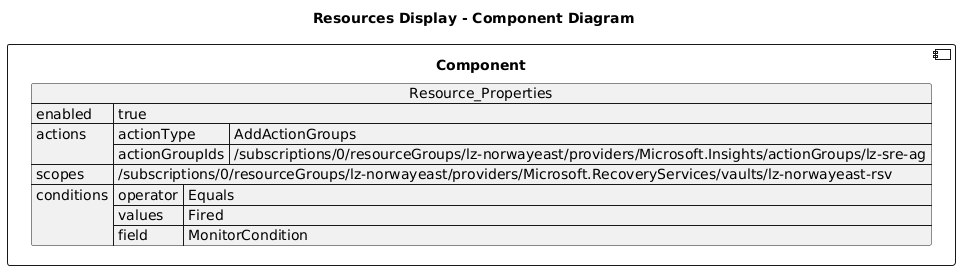 Resources Display - Component Diagram
Component
Resource_Properties
enabled true
actions actionType AddActionGroups
actionGroupIds /subscriptions/0/resourceGroups/lz-norwayeast/providers/Microsoft.Insights/actionGroups/lz-sre-ag
scopes /subscriptions/0/resourceGroups/lz-norwayeast/providers/Microsoft.RecoveryServices/vaults/lz-norwayeast-rsv
conditions operator Equals
values Fired
field MonitorCondition